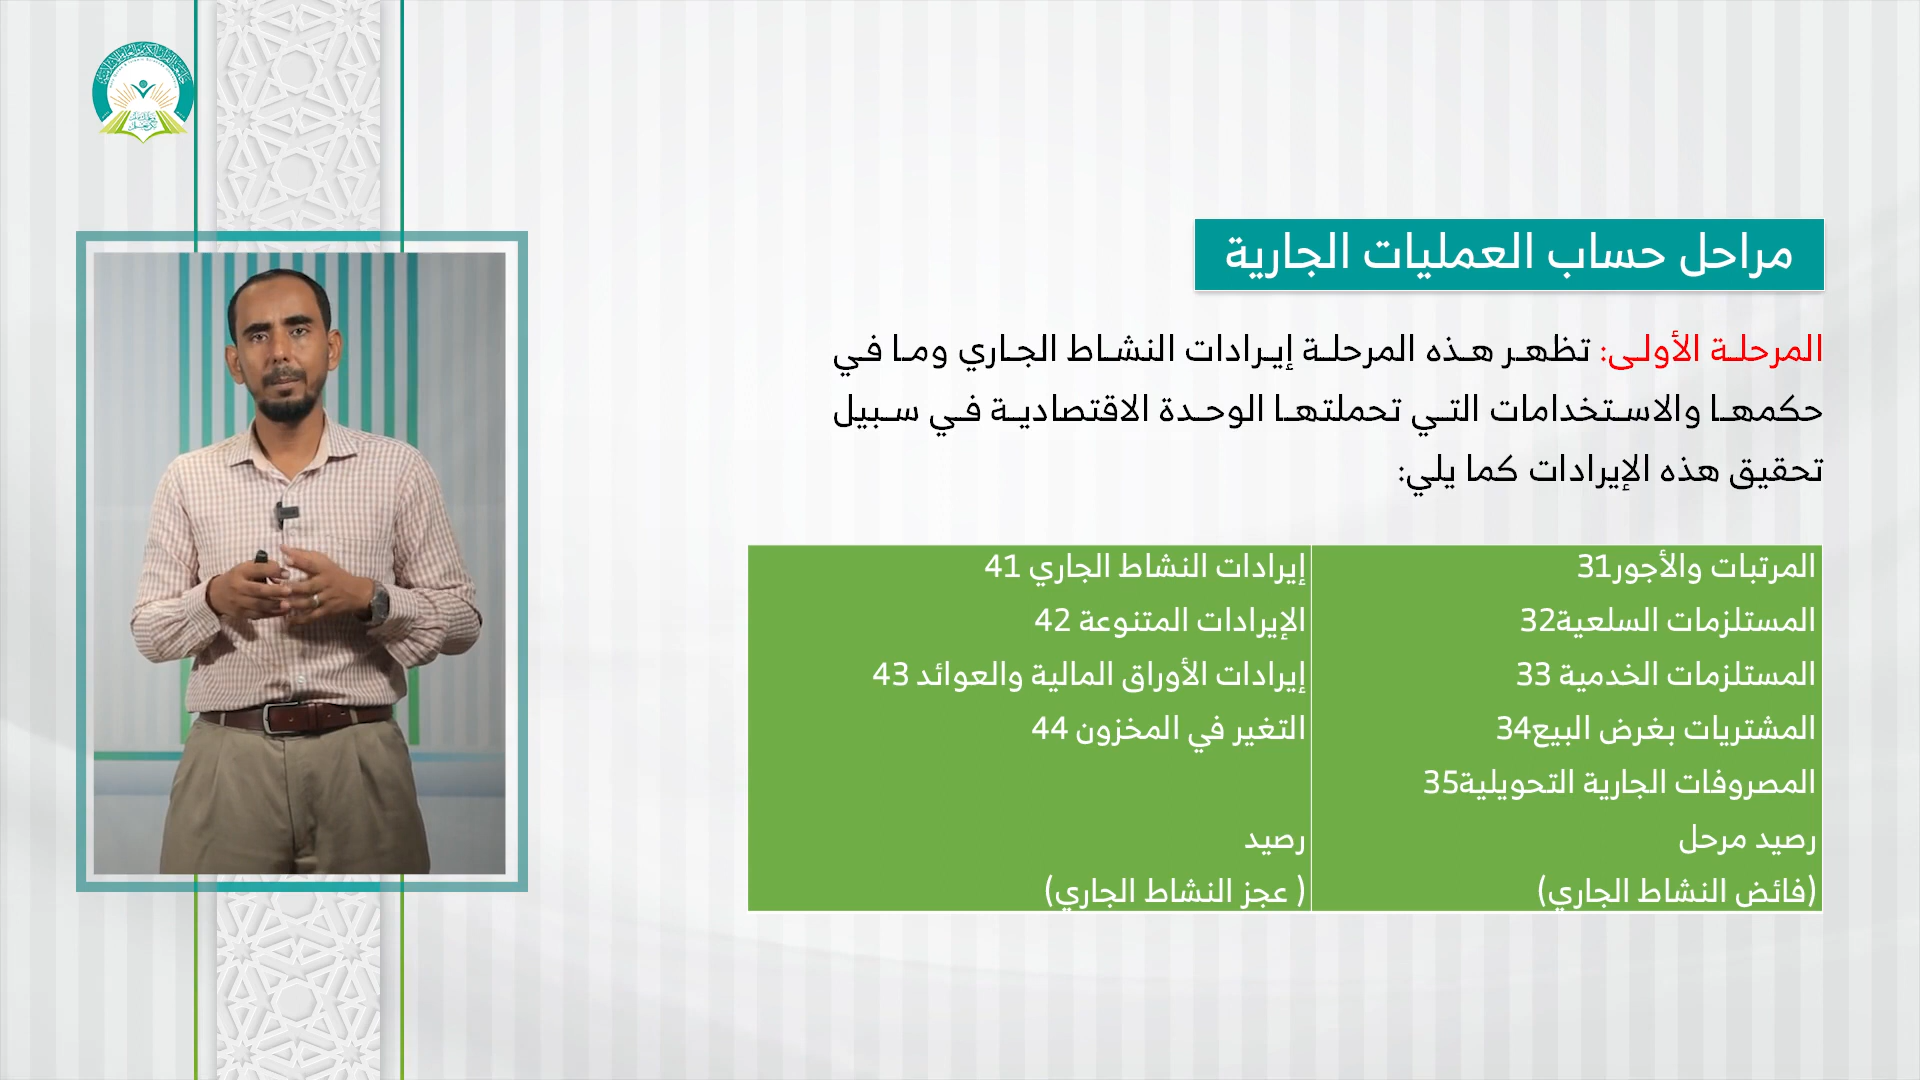 مراحل حساب العمليات الجارية
المرحلة الأولى: تظهر هذه المرحلة إيرادات النشاط الجاري وما في
حكمها والاستخدامات التي تحملتها الوحدة الاقتصادية في سبيل
تحقيق هذه الإيرادات كما يلي:
المرتبات والأجور31
المستلزمات السلعية32
المستلزمات الخدمية 33
المشتريات بغرض البيع34
المصروفات الجارية التحويلية35
رصيد مرحل
(فائض النشاط الجاري)
إيرادات النشاط الجاري 41
الإيرادات المتنوعة 42
إيرادات الأوراق المالية والعوائد 43
التغير في المخزون 44
رصيد
( عجز النشاط الجاري)